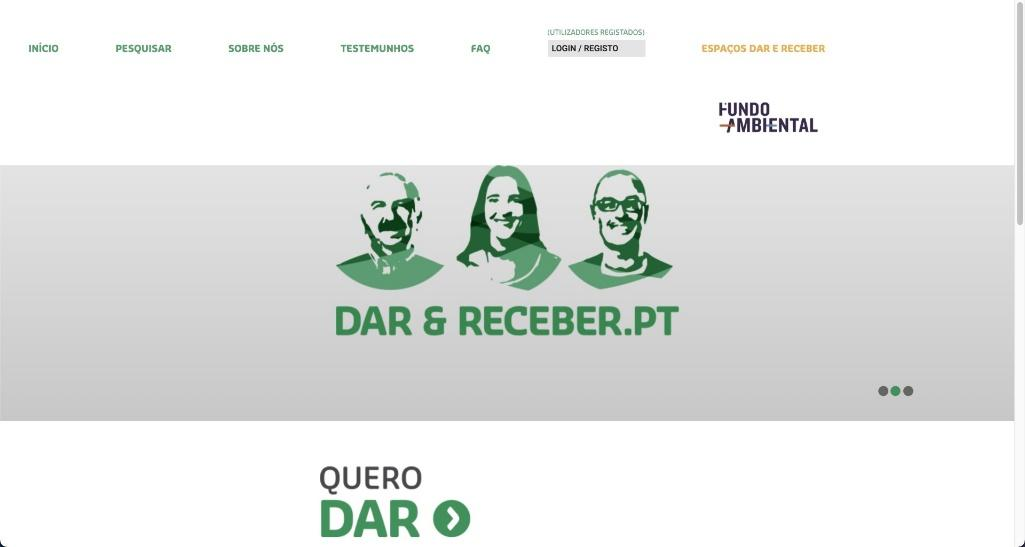 INÍCIO
PESQUISAR
SOBRE NÓS
TESTEMUNHOS
FAQ
(UTILIZADORES REGISTADOS)
LOGIN / REGISTO
ESPAÇOS DAR E RECEBER
FUNDO
AMBIENTAL
DAR & RECEBER.PT
QUERO
DAR